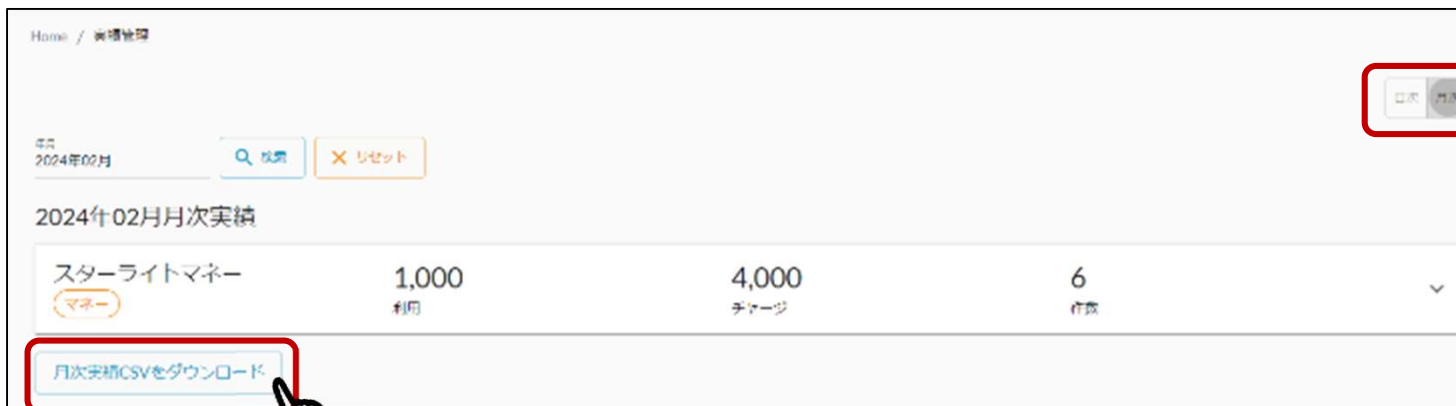 Home / 実績管理
日次 月次
年月
2024年02月
検索
リセット
2024年02月月次実績
スターライトマネー
マネー
1,000
利用
4,000
チャージ
6
件数
月次実績CSVをダウンロード